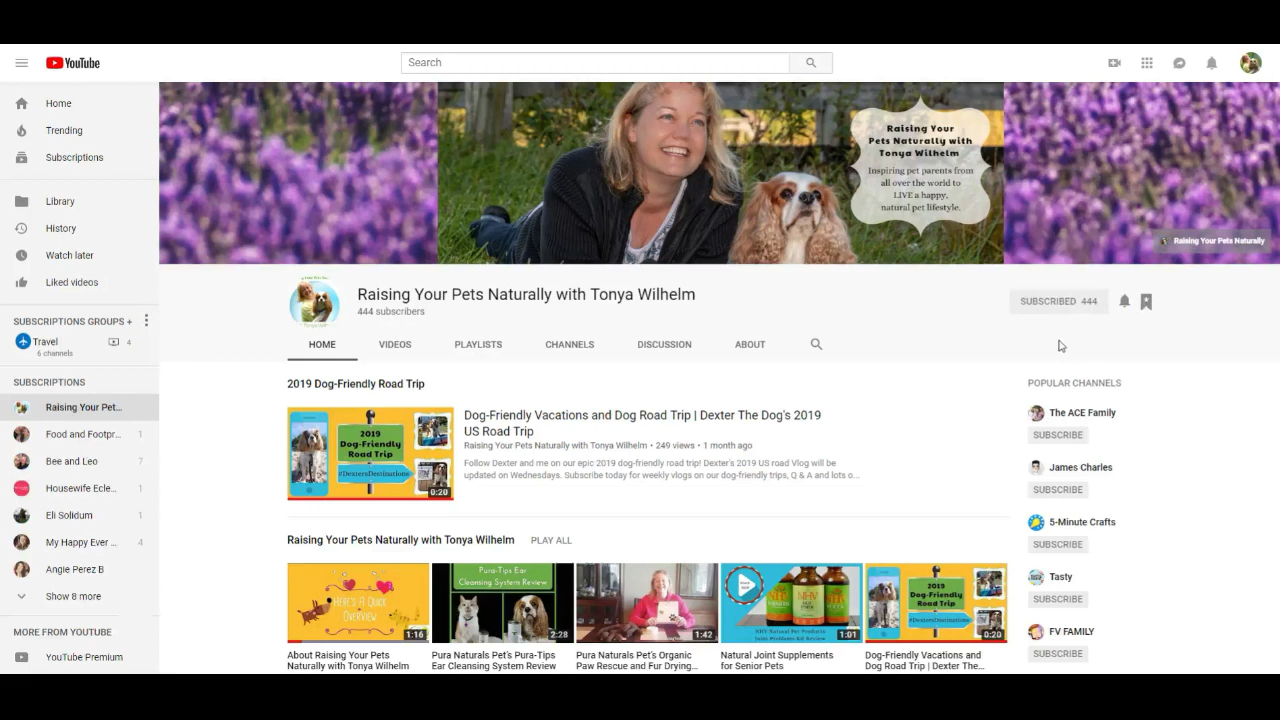 YouTube
Search
Home
Trending
Subscriptions
Library
History
Watch later
Liked videos
SUBSCRIPTIONS GROUPS +
Travel
4
6 channels
SUBSCRIPTIONS
Raising Your Pet...
Food and Footpr... 1
Bee and Leo 7
Housewife Ecle... 1
Eli Solidum 1
My Happy Ever ... 4
Angie Perez B
Show 8 more
MORE FROM YOUTUBE
YouTube Premium
Raising Your
Pets Naturally with
Tonya Wilhelm
Inspiring pet parents from
all over the world to
LIVE a happy,
natural pet lifestyle.
Raising Your Pets Naturally
Raising Your Pets Naturally with Tonya Wilhelm
444 subscribers
SUBSCRIBED 444
HOME
VIDEOS
PLAYLISTS
CHANNELS
DISCUSSION
ABOUT
2019 Dog-Friendly Road Trip
2019
Dog-Friendly
Road Trip
#DextersDestinations
0:20
Dog-Friendly Vacations and Dog Road Trip | Dexter The Dog's 2019
US Road Trip
Raising Your Pets Naturally with Tonya Wilhelm • 249 views • 1 month ago
Follow Dexter and me on our epic 2019 dog-friendly road trip! Dexter's 2019 US road Vlog will be
updated on Wednesdays. Subscribe today for weekly vlogs on our dog-friendly trips, Q & A and lots o...
Raising Your Pets Naturally with Tonya Wilhelm PLAY ALL
HERE'S A QUICK
OVERVIEW
1:16
About Raising Your Pets
Naturally with Tonya Wilhelm
Pura-Tips Ear
Cleansing System Review
2:28
Pura Naturals Pet's Pura-Tips
Ear Cleansing System Review
1:42
Pura Naturals Pet's Organic
Paw Rescue and Fur Drying...
NHV Natural Pet Products
Joint Problems Kit Review
1:01
Natural Joint Supplements
for Senior Pets
2019
Dog-Friendly
Road Trip
#DextersDestinations
0:20
Dog-Friendly Vacations and
Dog Road Trip | Dexter The...
POPULAR CHANNELS
The ACE Family
SUBSCRIBE
James Charles
SUBSCRIBE
5-Minute Crafts
SUBSCRIBE
Tasty
SUBSCRIBE
FV FAMILY
SUBSCRIBE